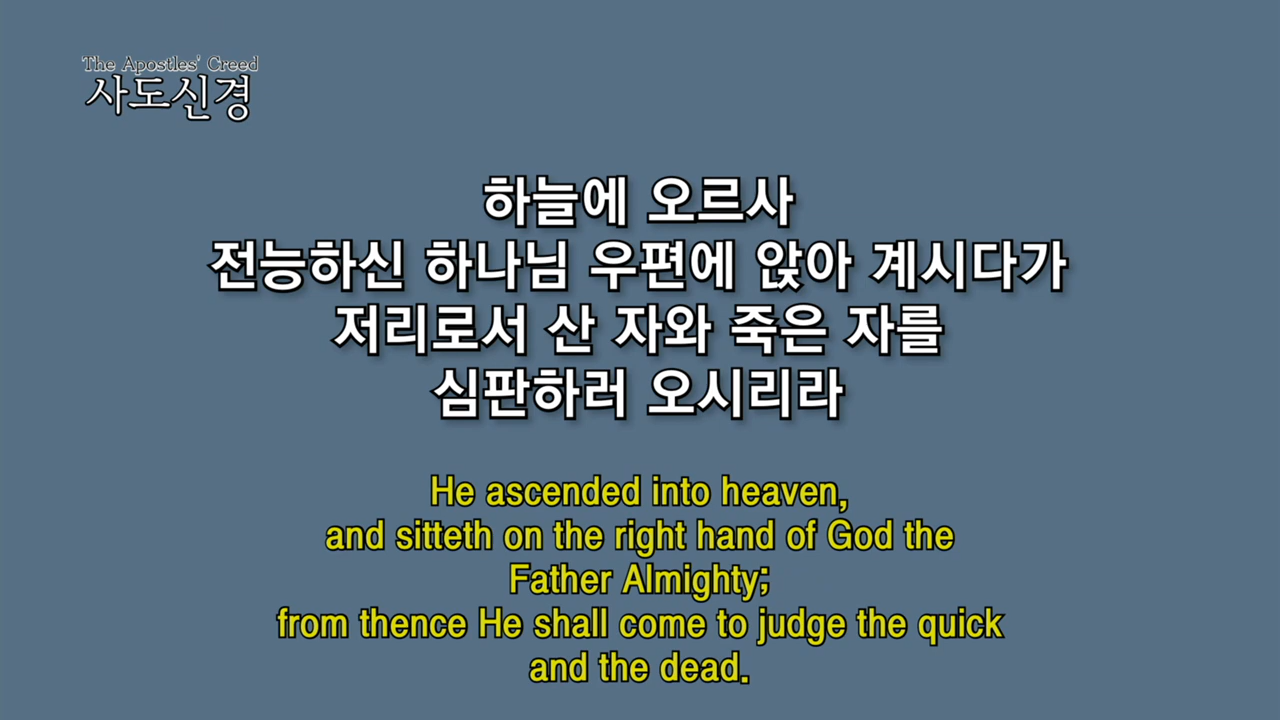 The Apostles' Creed
사도신경
하늘에 오르사
전능하신 하나님 우편에 앉아 계시다가
저리로서 산 자와 죽은 자를
심판하러 오시리라
He ascended into heaven,
and sitteth on the right hand of God the
Father Almighty;
from thence He shall come to judge the quick
and the dead.